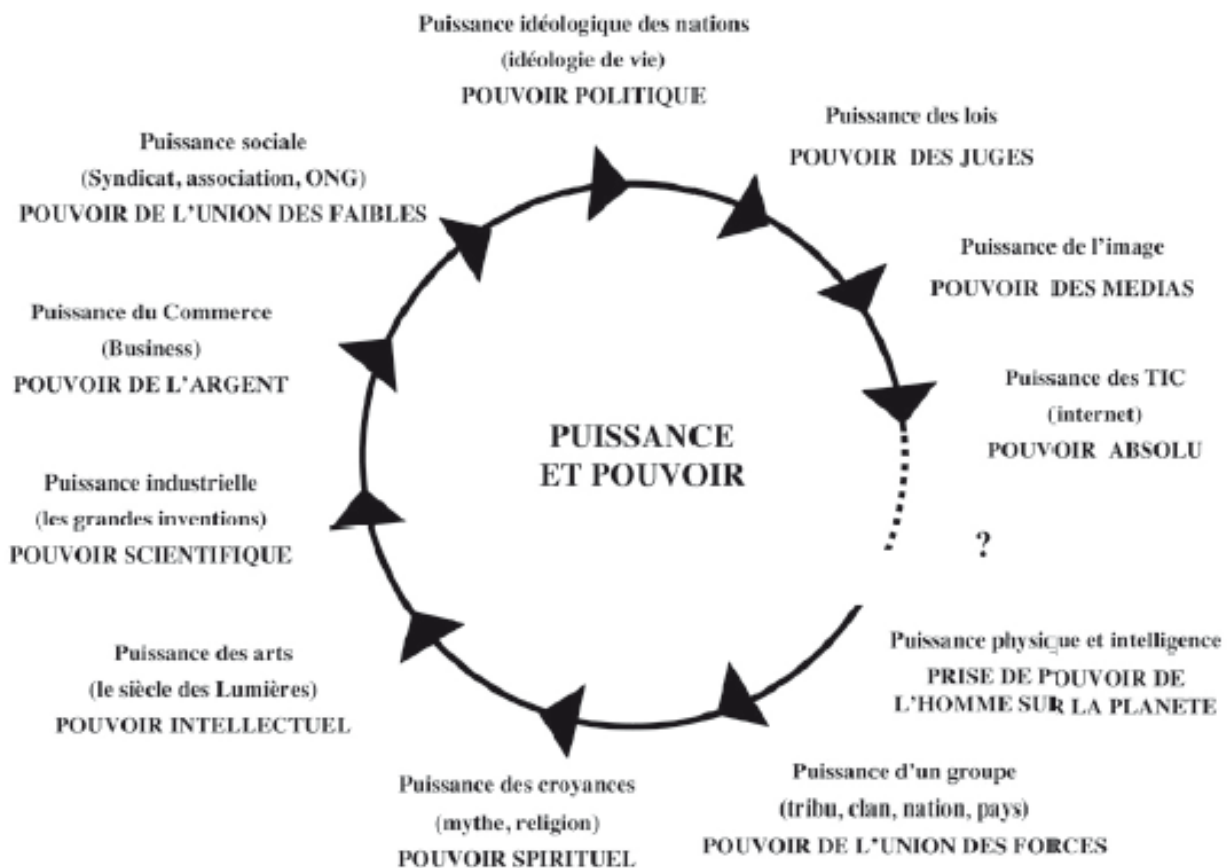 Puissance idéologique des nations
(idéologie de vie)
POUVOIR POLITIQUE
Puissance des lois
POUVOIR DES JUGES
Puissance de l'image
POUVOIR DES MEDIAS
Puissance des TIC
(internet)
POUVOIR ABSOLU
?
Puissance physique et intelligence
PRISE DE POUVOIR DE
L'HOMME SUR LA PLANETE
Puissance d'un groupe
(tribu, clan, nation, pays)
POUVOIR DE L'UNION DES FORCES
Puissance des croyances
(mythe, religion)
POUVOIR SPIRITUEL
Puissance des arts
(le siècle des Lumières)
POUVOIR INTELLECTUEL
Puissance industrielle
(les grandes inventions)
POUVOIR SCIENTIFIQUE
Puissance du Commerce
(Business)
POUVOIR DE L'ARGENT
Puissance sociale
(Syndicat, association, ONG)
POUVOIR DE L'UNION DES FAIBLES
PUISSANCE
ET POUVOIR